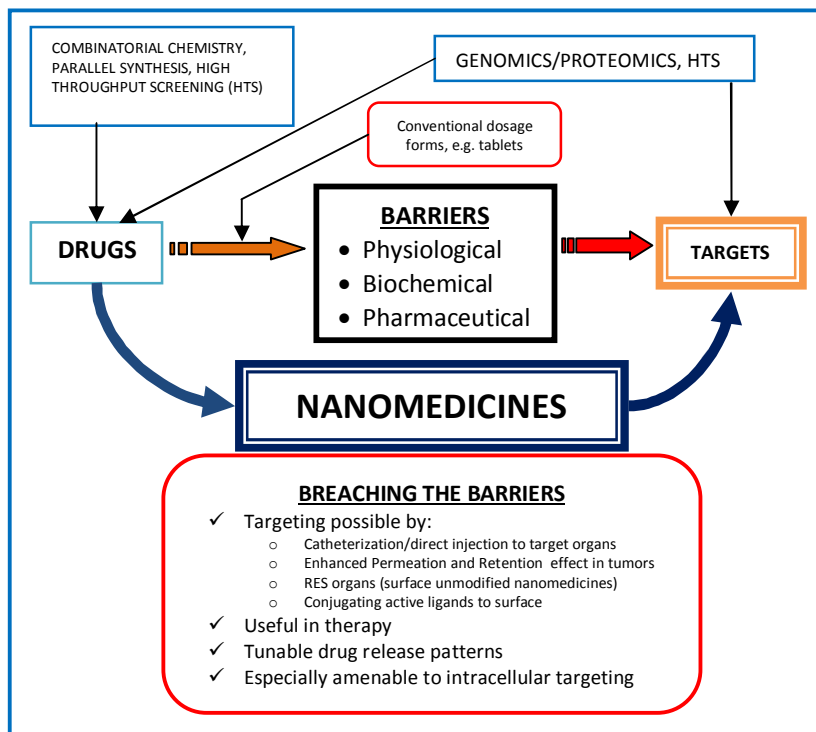 COMBINATORIAL CHEMISTRY,
PARALLEL SYNTHESIS, HIGH
THROUGHPUT SCREENING (HTS)
GENOMICS/PROTEOMICS, HTS
Conventional dosage
forms, e.g. tablets
DRUGS
BARRIERS
• Physiological
• Biochemical
• Pharmaceutical
TARGETS
NANOMEDICINES
BREACHING THE BARRIERS
✓ Targeting possible by:
o Catheterization/direct injection to target organs
o Enhanced Permeation and Retention effect in tumors
o RES organs (surface unmodified nanomedicines)
o Conjugating active ligands to surface
✓ Useful in therapy
✓ Tunable drug release patterns
✓ Especially amenable to intracellular targeting